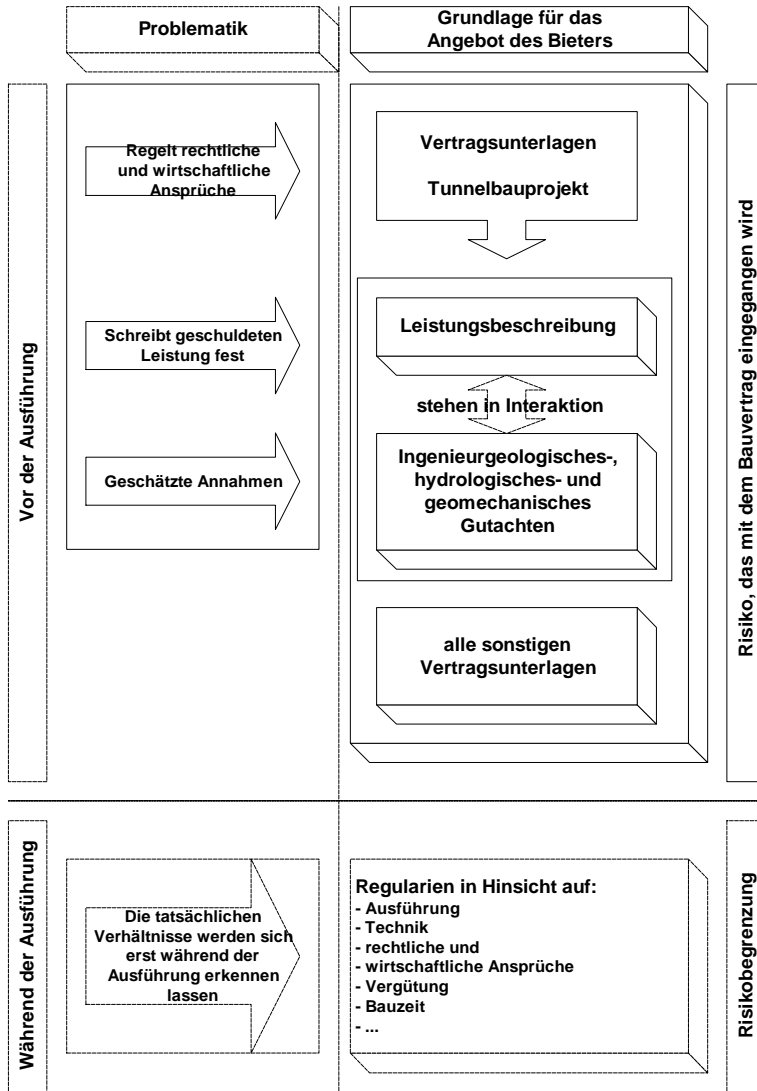 Problematik
Grundlage für das
Angebot des Bieters
Vor der Ausführung
Regelt rechtliche
und wirtschaftliche
Ansprüche
Vertragsunterlagen
Tunnelbauprojekt
Schreibt geschuldeten
Leistung fest
Leistungsbeschreibung
stehen in Interaktion
Geschätzte Annahmen
Ingenieurgeologisches-,
hydrologisches- und
geomechanisches
Gutachten
alle sonstigen
Vertragsunterlagen
Risiko, das mit dem Bauvertrag eingegangen wird
Während der Ausführung
Die tatsächlichen
Verhältnisse werden sich
erst während der
Ausführung erkennen
lassen
Regularien in Hinsicht auf:
- Ausführung
- Technik
- rechtliche und
- wirtschaftliche Ansprüche
- Vergütung
- Bauzeit
- ...
Risikobegrenzung